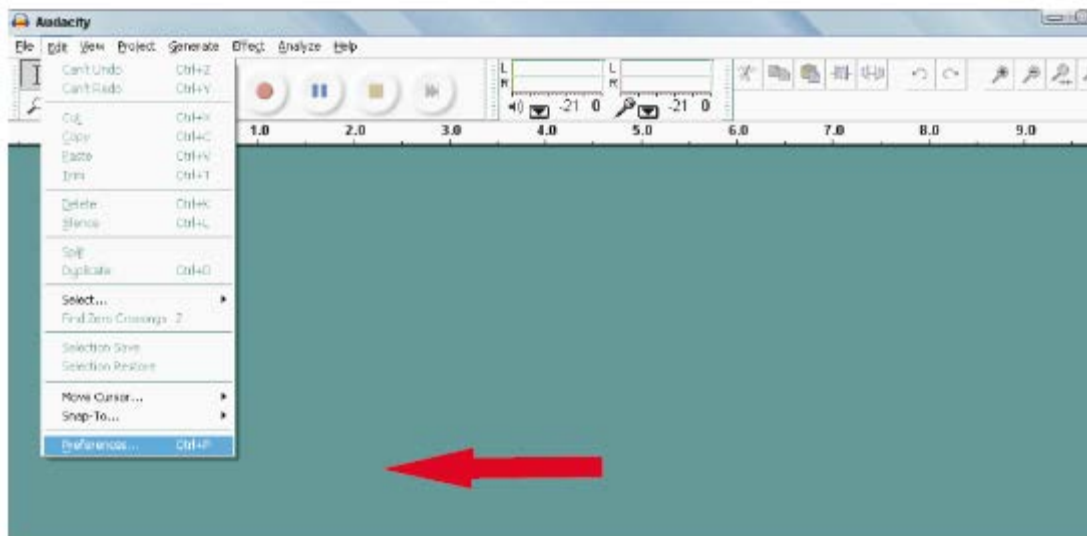 Audacity
File Edit View Project Generate Effect Analyze Help
Can't Undo Ctrl+Z
Can't Redo Ctrl+Y
Cut Ctrl+X
Copy Ctrl+C
Paste Ctrl+V
Trim Ctrl+T
Delete Ctrl+K
Silence Ctrl+L
Split
Duplicate Ctrl+D
Select...
Find Zero Crossings Z
Selection Save
Selection Restore
Move Cursor...
Snap-To...
Preferences... Ctrl+P
L
R
-21 0
L
R
-21 0
1.0 2.0 3.0 4.0 5.0 6.0 7.0 8.0 9.0